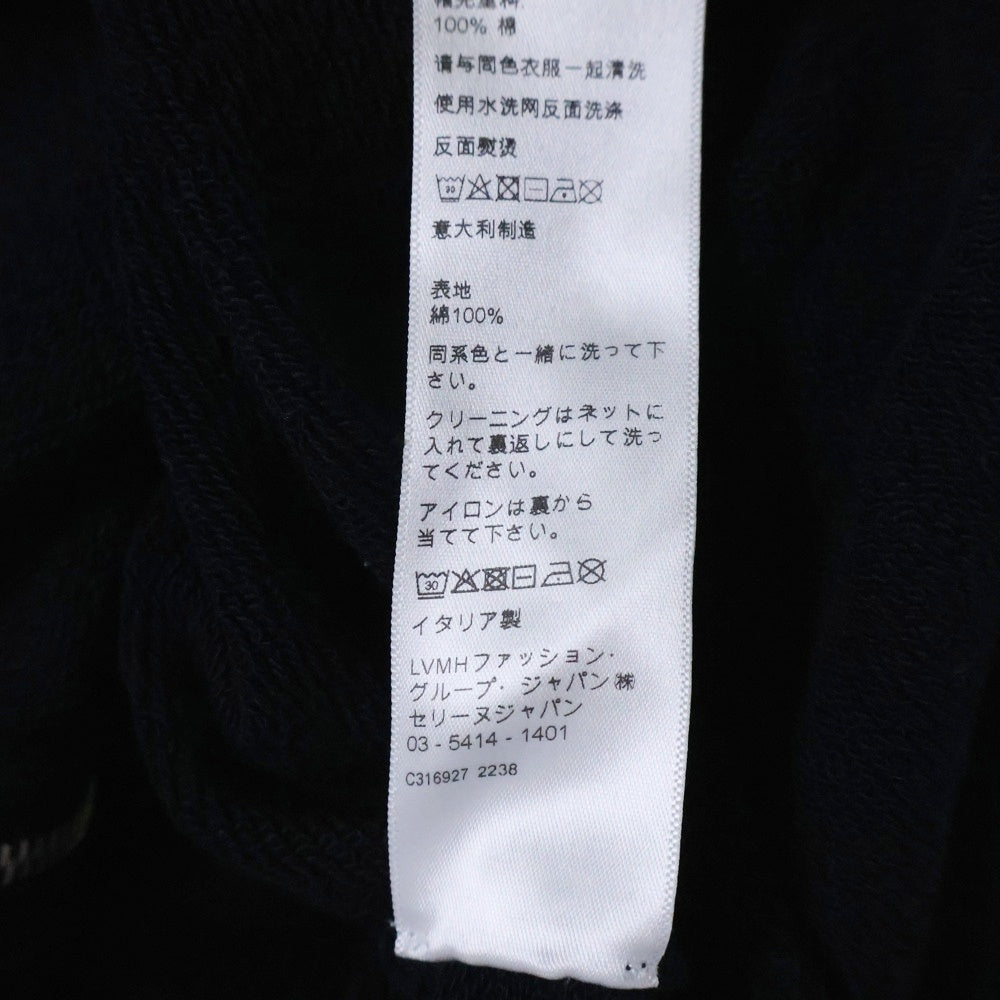 100% 棉
请与同色衣服一起清洗
使用水洗网反面洗涤
反面熨烫
30
意大利制造
表地
綿100%
同系色と一緒に洗って下
さい。
クリーニングはネットに
入れて裏返しにして洗っ
てください。
アイロンは裏から
当てて下さい。
30
イタリア製
LVMHファッション・
グループ・ジャパン㈱
セリーヌジャパン
03 - 5414 - 1401
C316927 2238